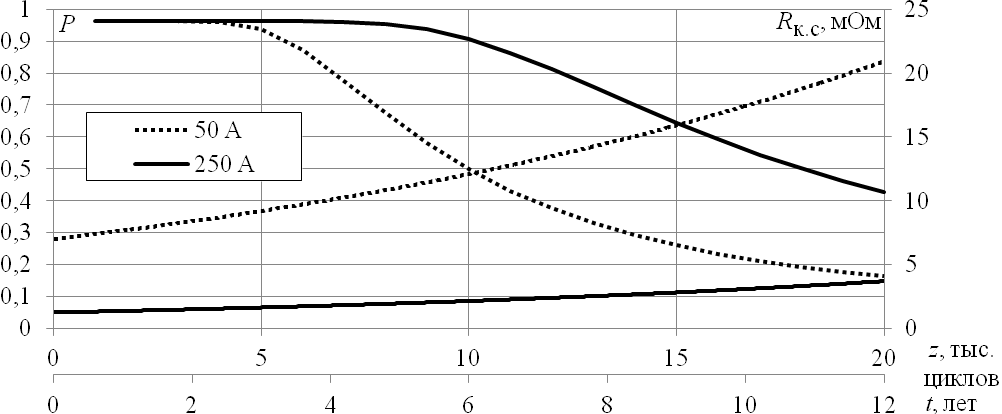 1 P R к.с, мОм 25
0,9
0,8 20
0,7
0,6 50 А 15
0,5 250 А
0,4 10
0,3
0,2 5
0,1
0 0
0 5 10 15 20 z, тыс.
циклов
0 2 4 6 8 10 12 t, лет